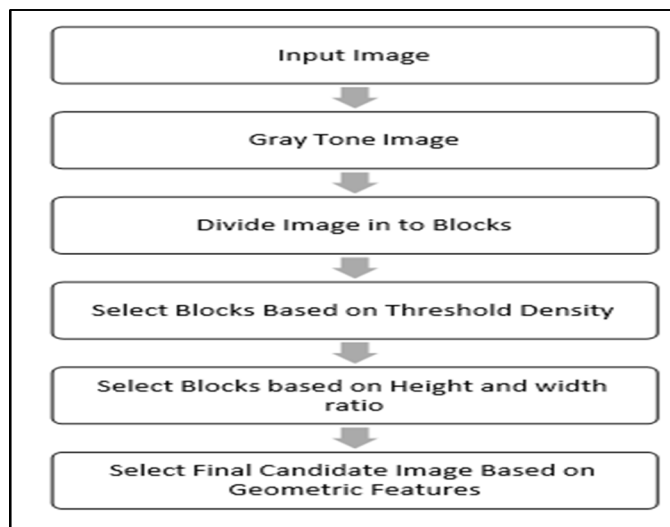 Input Image
Gray Tone Image
Divide Image in to Blocks
Select Blocks Based on Threshold Density
Select Blocks based on Height and width
ratio
Select Final Candidate Image Based on
Geometric Features